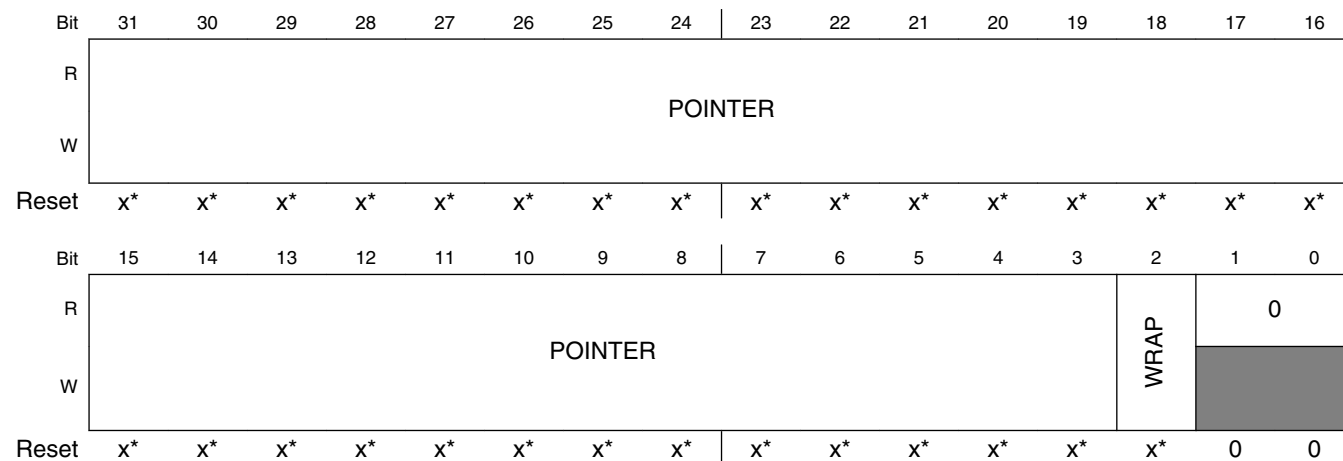 Bit 31 30 29 28 27 26 25 24 23 22 21 20 19 18 17 16
R
POINTER
W
Reset x* x* x* x* x* x* x* x* x* x* x* x* x* x* x* x*
Bit 15 14 13 12 11 10 9 8 7 6 5 4 3 2 1 0
R 0
POINTER WRAP
W
Reset x* x* x* x* x* x* x* x* x* x* x* x* x* x* 0 0